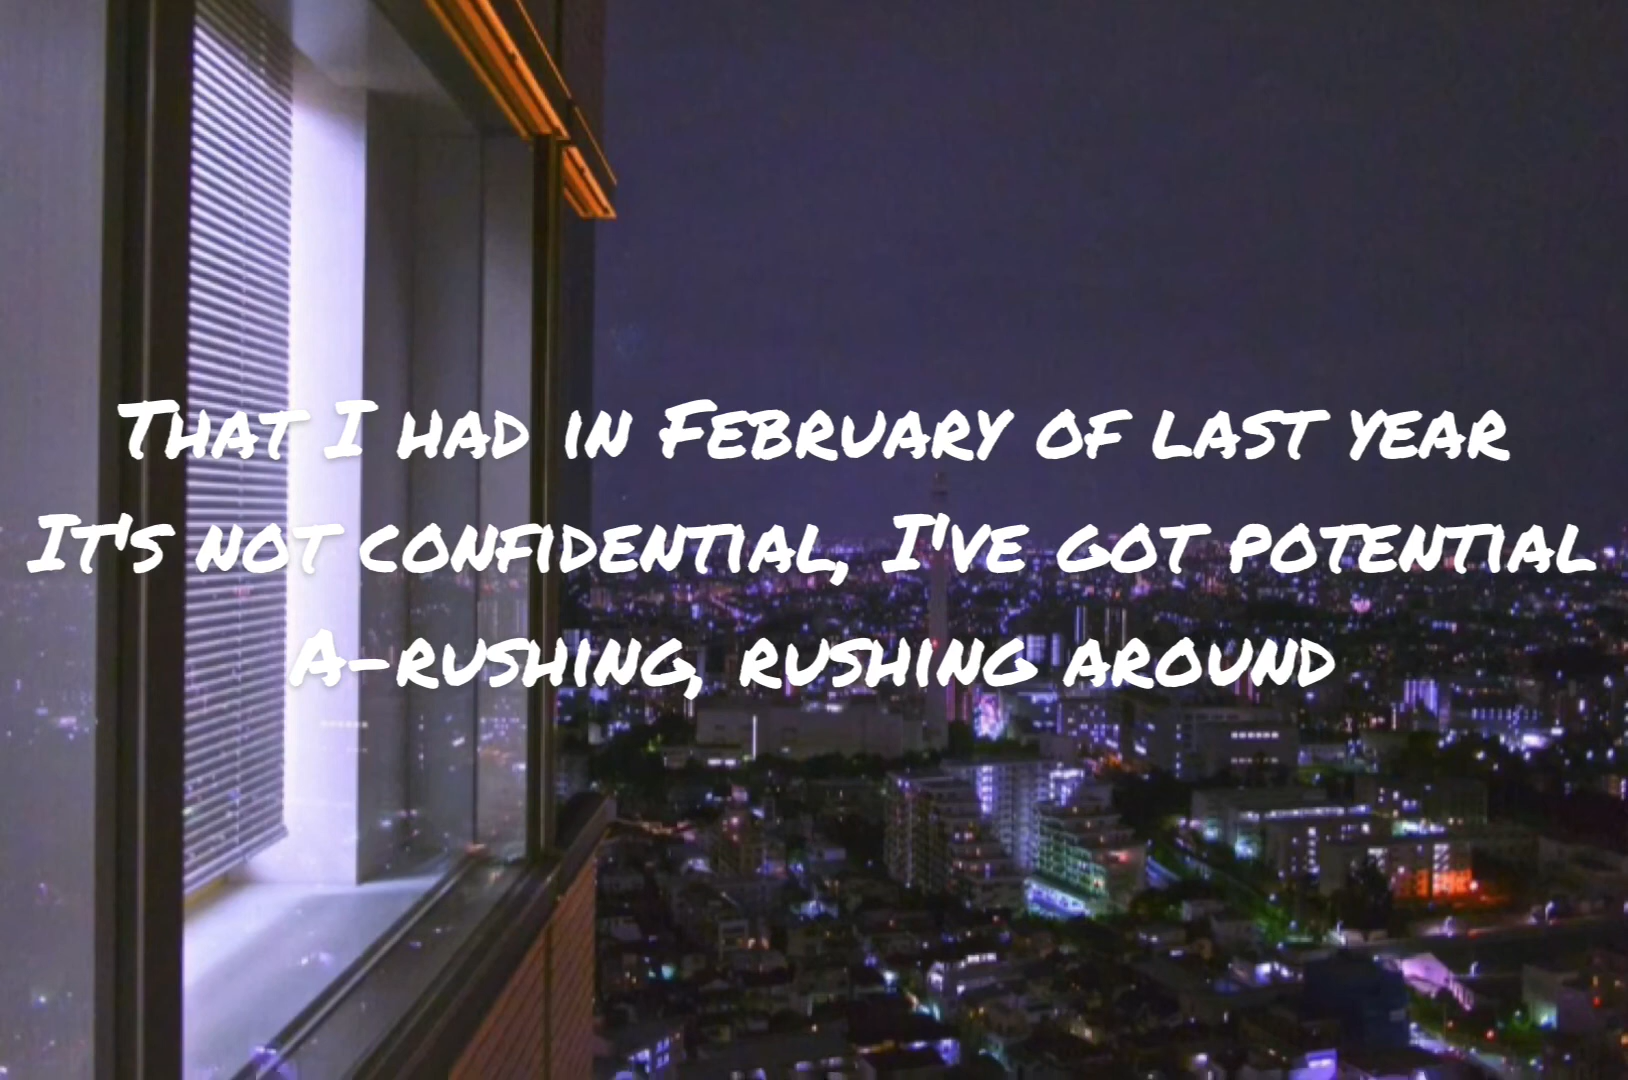 That I had in February of last year
It's not confidential, I've got potential
A-rushing, rushing around